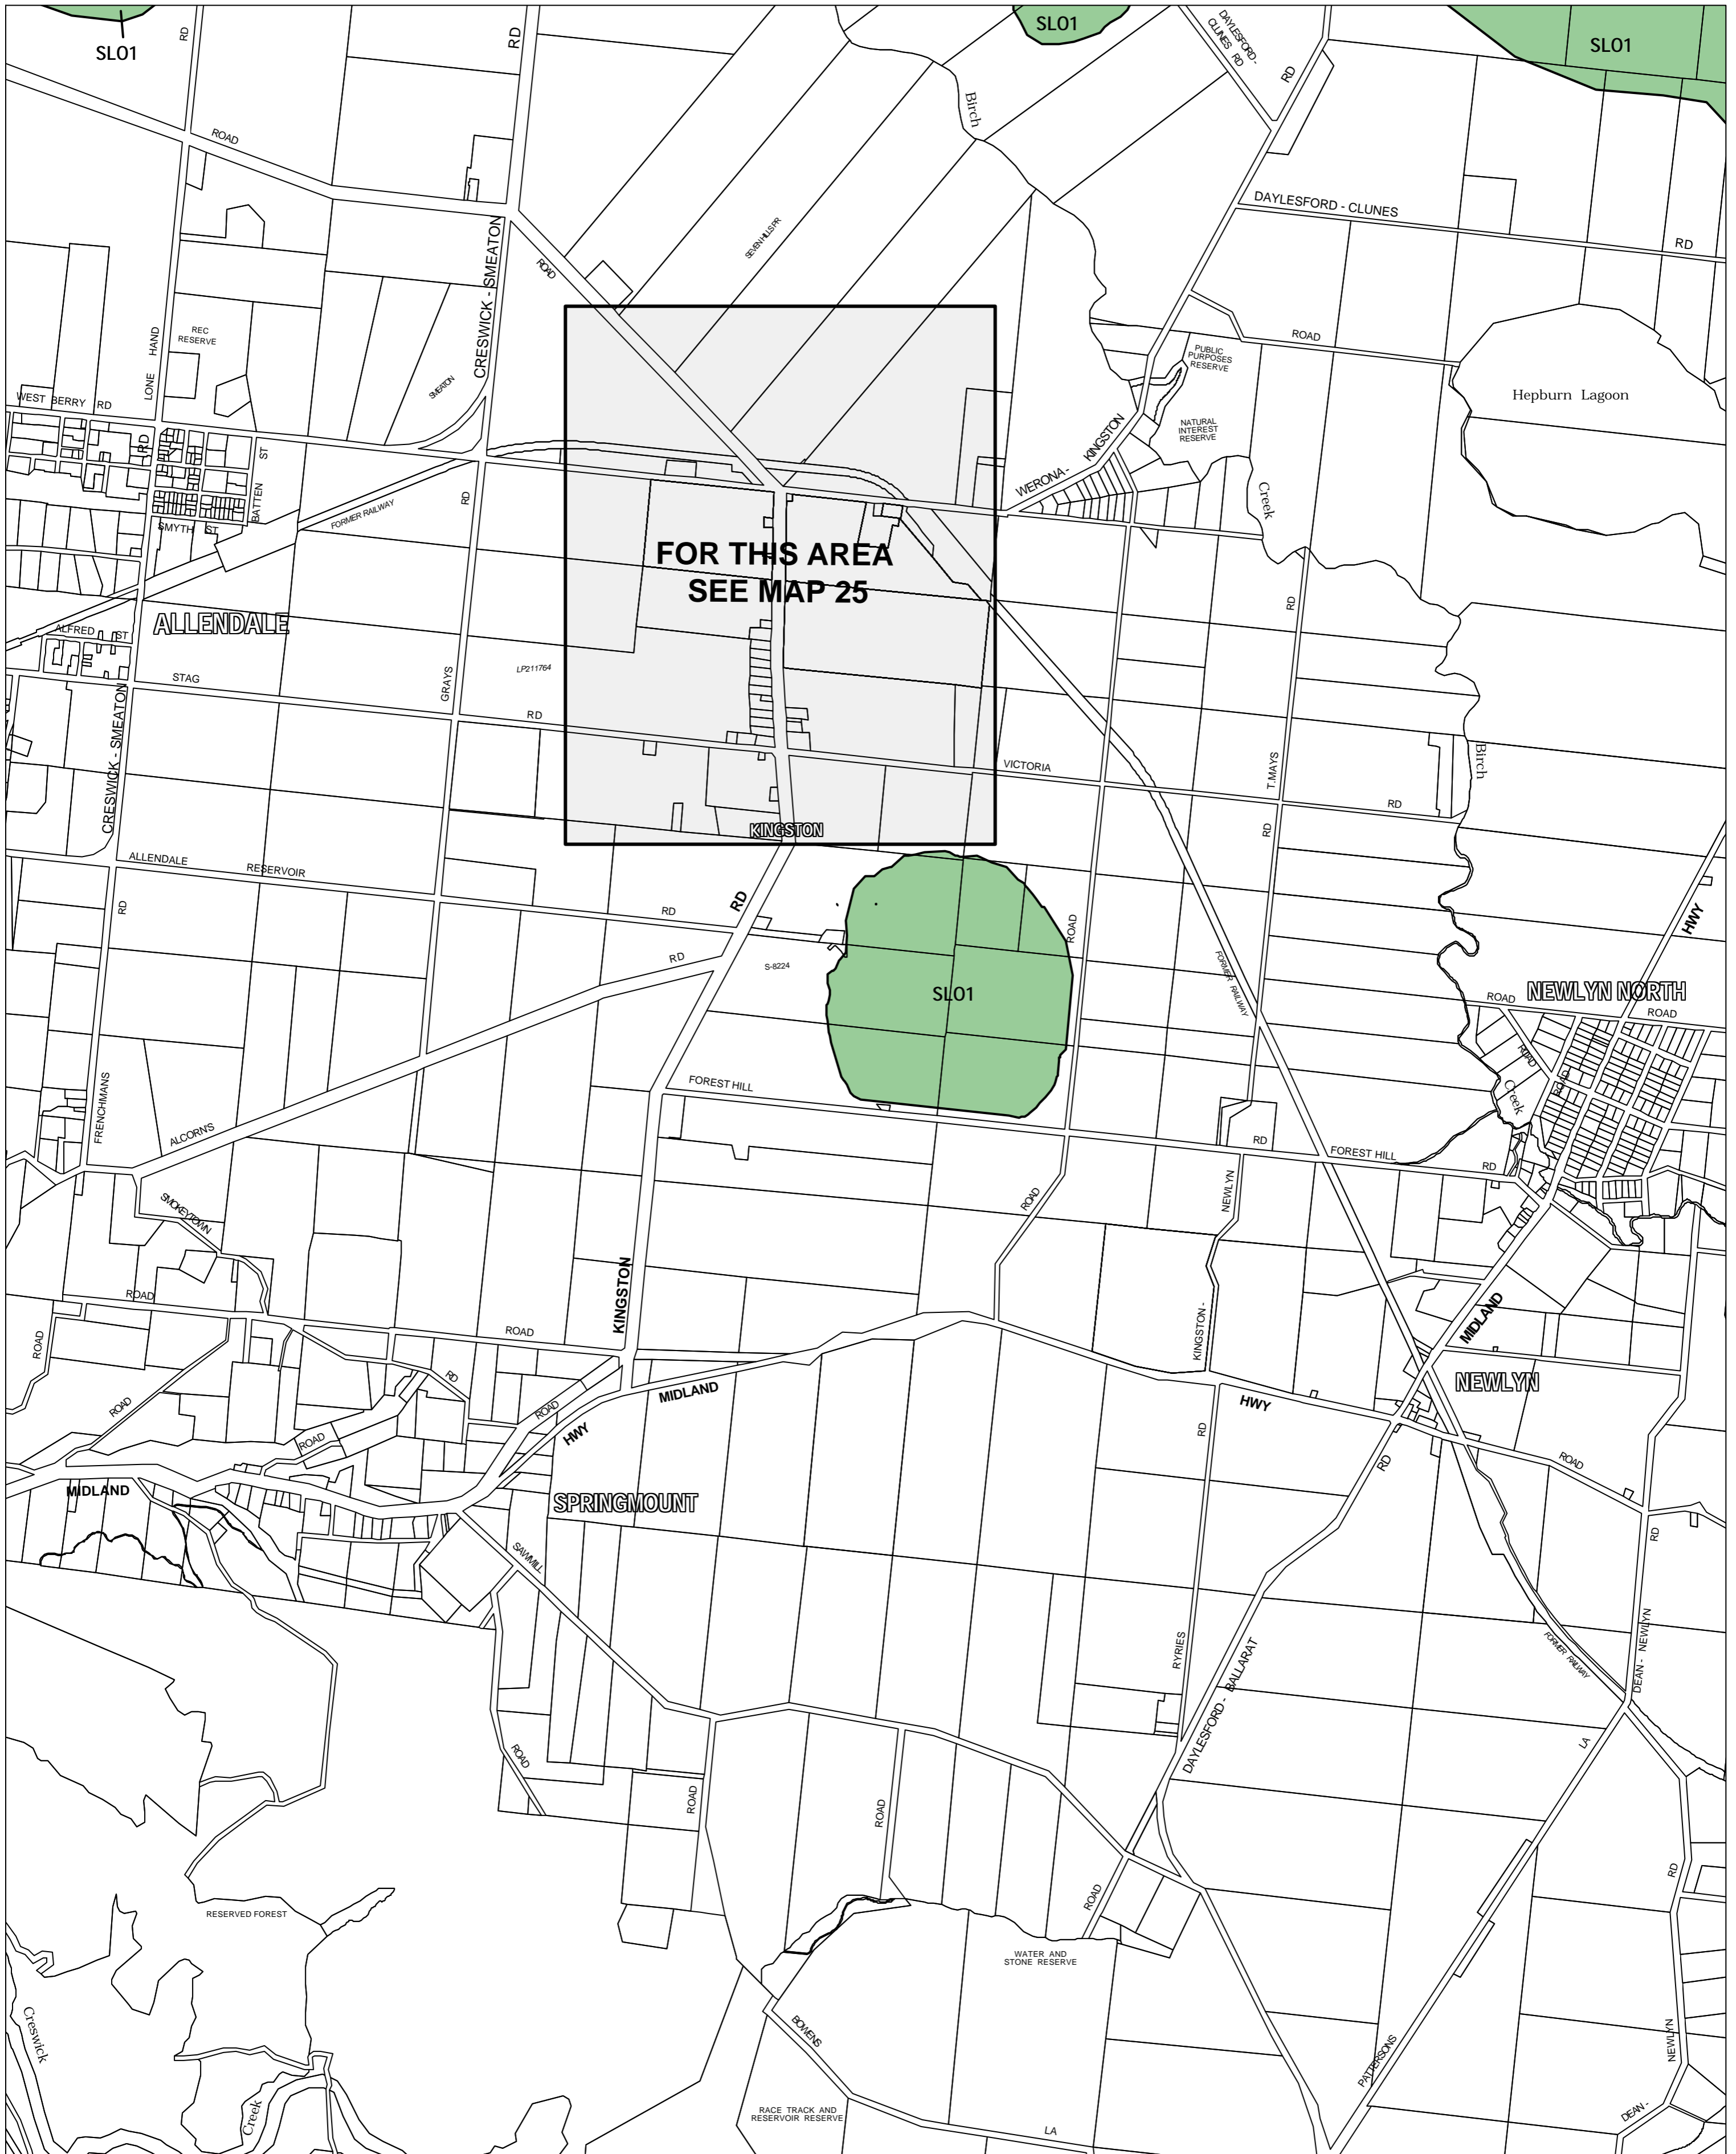 SLO1
RD
RD
SLO1
DAYLESFORD -
CLUNES RD
RD
SLO1
Birch
ROAD
DAYLESFORD - CLUNES
RD
SEVEN HILLS PR
ROAD
CRESWICK - SMEATON
LONE HAND
REC
RESERVE
SMEATON
ROAD
PUBLIC
PURPOSES
RESERVE
Hepburn Lagoon
WEST BERRY RD
RD
NATURAL
INTEREST
RESERVE
WERONA - KINGSTON
ST
BATTEN
RD
FORMER RAILWAY
SMYTH ST
Creek
FOR THIS AREA
SEE MAP 25
ALLENDALE
ALFRED ST
RD
STAG
GRAYS
LP211764
RD
CRESWICK - SMEATON
VICTORIA
T.MAYS
RD
Birch
RD
KINGSTON
ALLENDALE RESERVOIR
RD
RD
RD
ROAD
HWY
RD
S-8224
SLO1
FORMER RAILWAY
NEWLYN NORTH
ROAD
ROAD
ROAD
ROAD
Creek
FOREST HILL
FRENCHMANS
ALCORN'S
RD
FOREST HILL
RD
SMOKEYTOWN
ROAD
NEWLYN
KINGSTON
ROAD
ROAD
ROAD
KINGSTON -
MIDLAND
RD
MIDLAND
NEWLYN
ROAD
ROAD
HWY
HWY
ROAD
RD
RD
ROAD
MIDLAND
SPRINGMOUNT
SAWMILL
RD
RYRIES
DAYLESFORD - BALLARAT
FORMER RAILWAY
DEAN - NEWLYN
LA
ROAD
ROAD
ROAD
ROAD
RD
RESERVED FOREST
WATER AND
STONE RESERVE
Creswick
BOWENS
PATTERSONS
NEWLYN
Creek
RACE TRACK AND
RESERVOIR RESERVE
LA
DEAN -